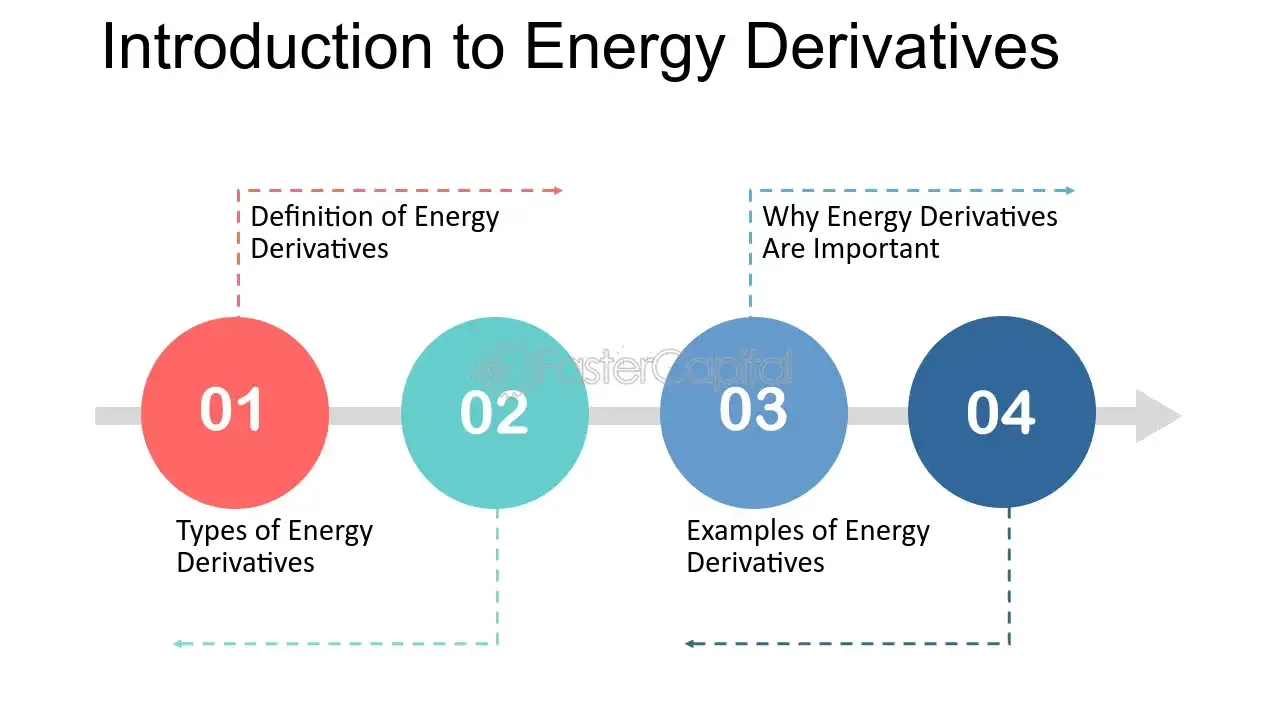 Introduction to Energy Derivatives
Definition of Energy
Derivatives
Why Energy Derivatives
Are Important
01
02
03
04
FasterCapital
Types of Energy
Derivatives
Examples of Energy
Derivatives